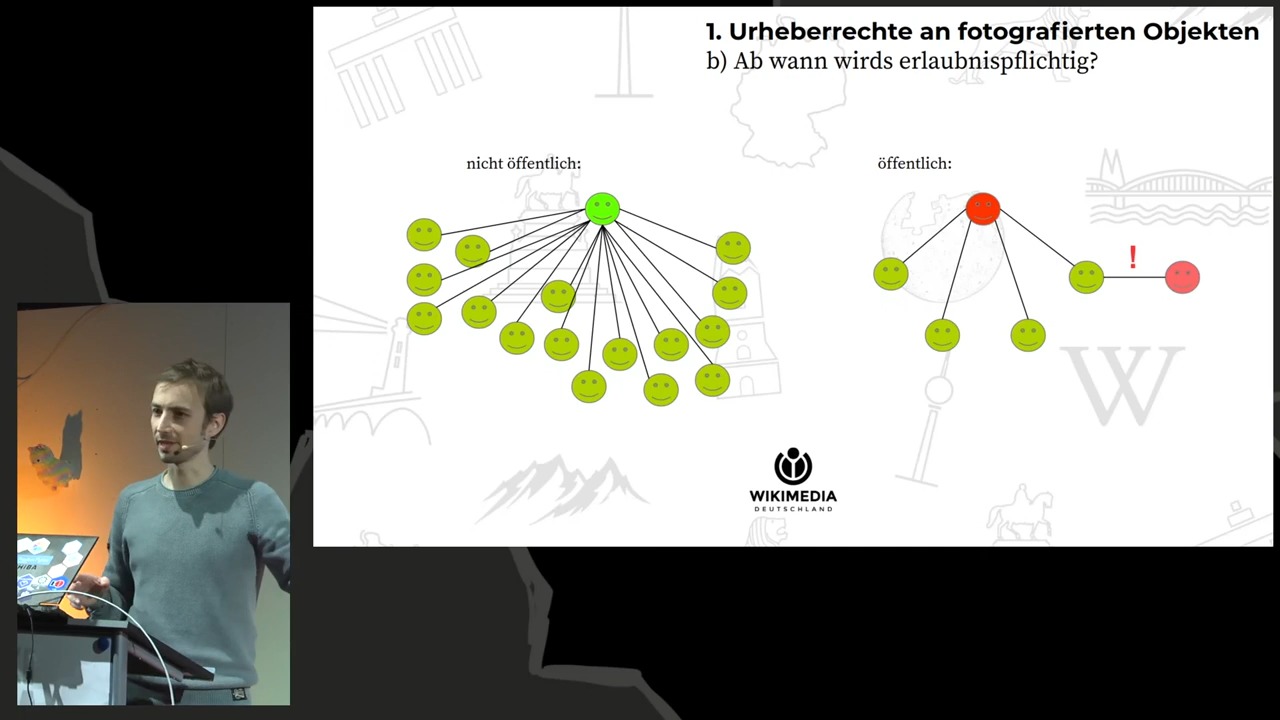 1. Urheberrechte an fotografierten Objekten
b) Ab wann wirds erlaubnispflichtig?
nicht öffentlich:
öffentlich:
!
W
WIKIMEDIA
DEUTSCHLAND